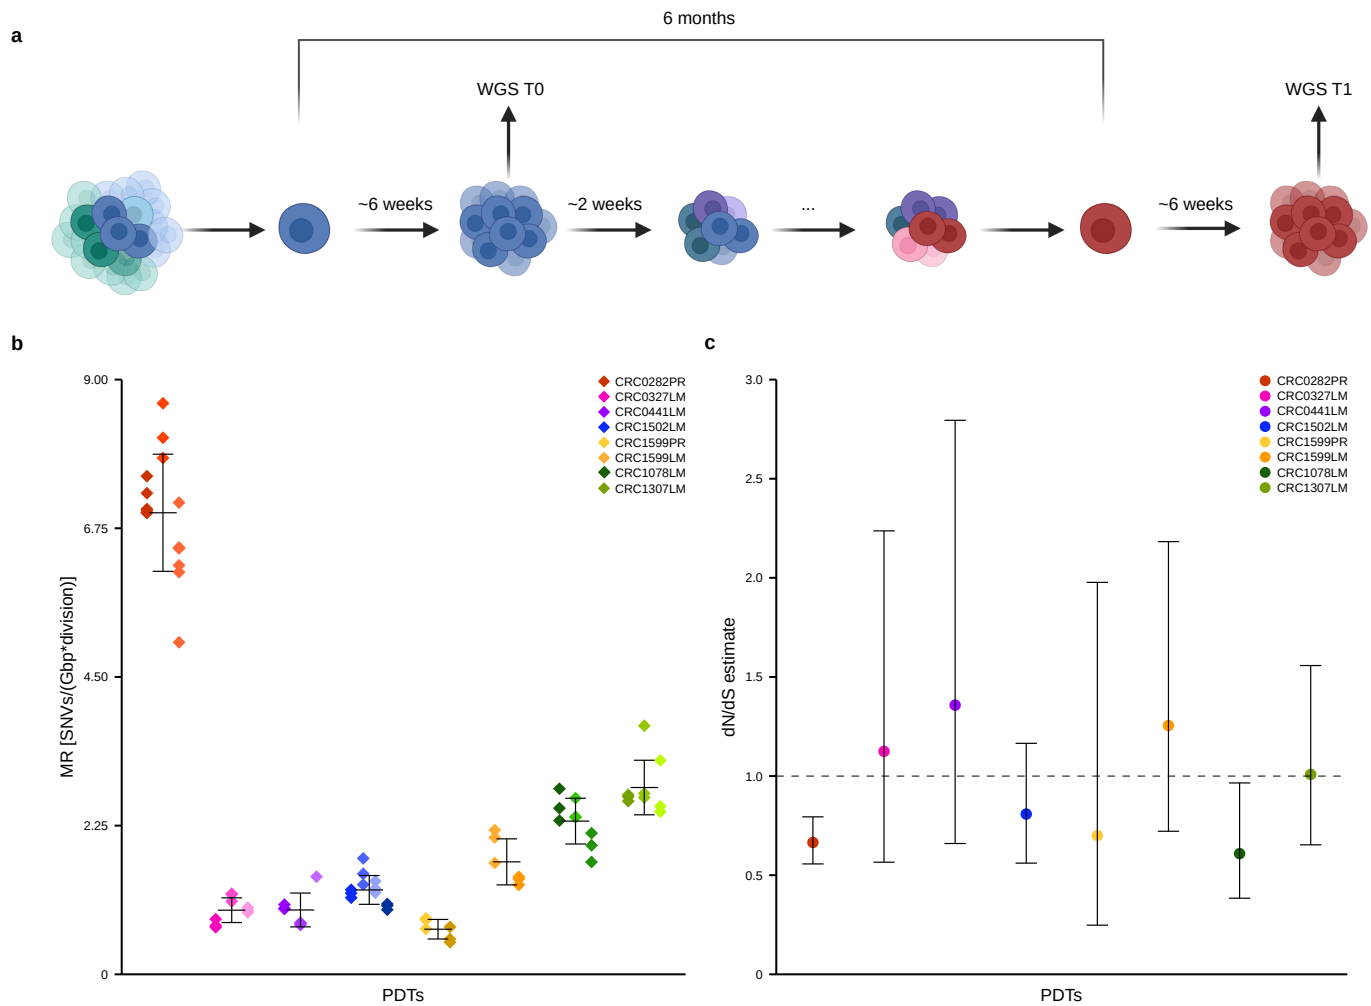 6 months
a
WGS T0
WGS T1
~6 weeks
~2 weeks
...
~6 weeks
b
9.00
6.75
4.50
2.25
0
MR [SNVs/(Gbp*division)]
PDTs
CRC0282PR
CRC0327LM
CRC0441LM
CRC1502LM
CRC1599PR
CRC1599LM
CRC1078LM
CRC1307LM
c
3.0
2.5
2.0
1.5
1.0
0.5
0
dN/dS estimate
PDTs
CRC0282PR
CRC0327LM
CRC0441LM
CRC1502LM
CRC1599PR
CRC1599LM
CRC1078LM
CRC1307LM